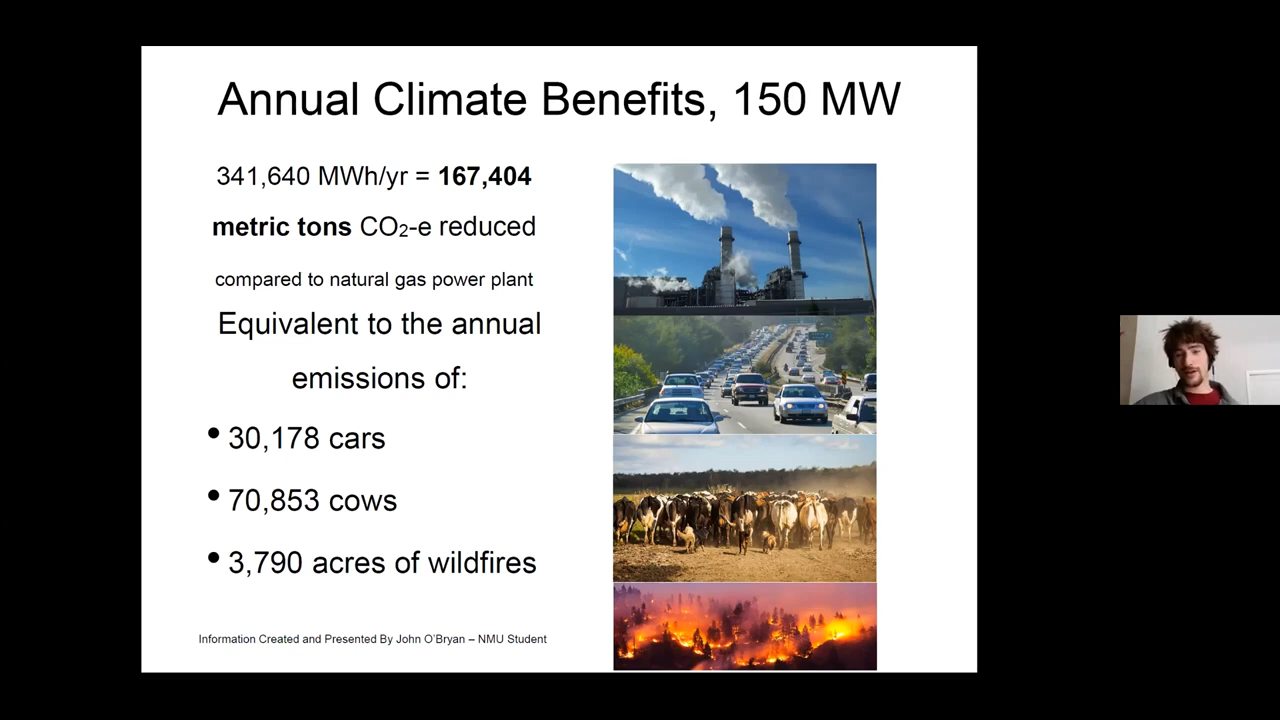 Annual Climate Benefits, 150 MW
341,640 MWh/yr = 167,404
metric tons CO₂-e reduced
compared to natural gas power plant
Equivalent to the annual
emissions of:
• 30,178 cars
• 70,853 cows
• 3,790 acres of wildfires
Information Created and Presented By John O'Bryan – NMU Student